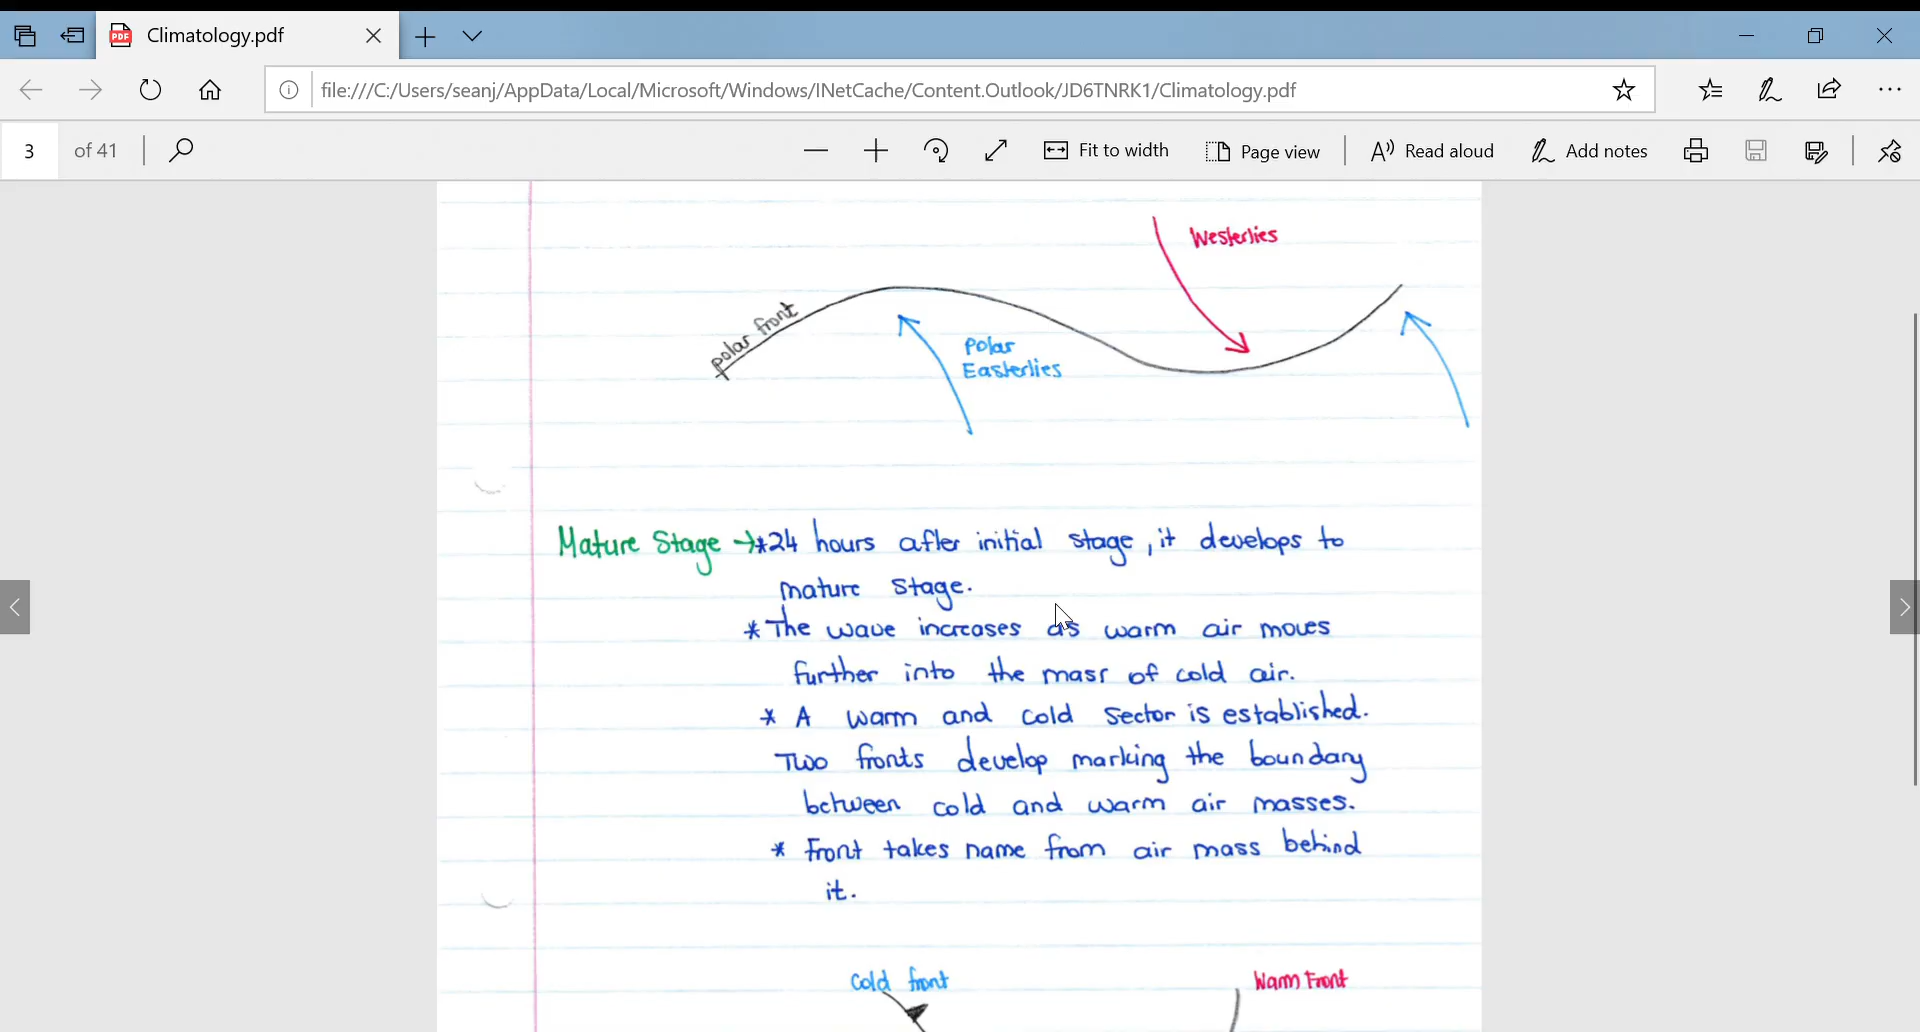 Climatology.pdf
file:///C:/Users/seanj/AppData/Local/Microsoft/Windows/INetCache/Content.Outlook/JD6TNRK1/Climatology.pdf
3 of 41 Fit to width Page view Read aloud Add notes
Westerlies
polar front
Polar
Easterlies
Mature Stage → *24 hours after initial stage, it develops to
mature stage.
* The wave increases as warm air moves
further into the mass of cold air.
* A warm and cold sector is established.
Two fronts develop marking the boundary
between cold and warm air masses.
* Front takes name from air mass behind
it.
Cold front Warm Front